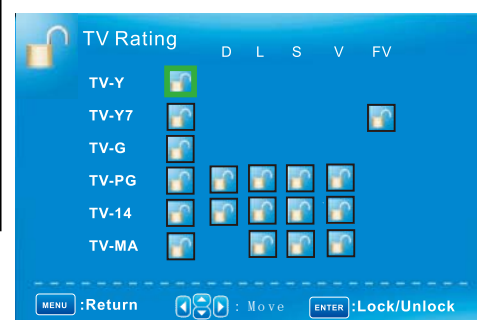 TV Rating
D L S V FV
TV-Y
TV-Y7
TV-G
TV-PG
TV-14
TV-MA
MENU :Return : Move ENTER :Lock/Unlock